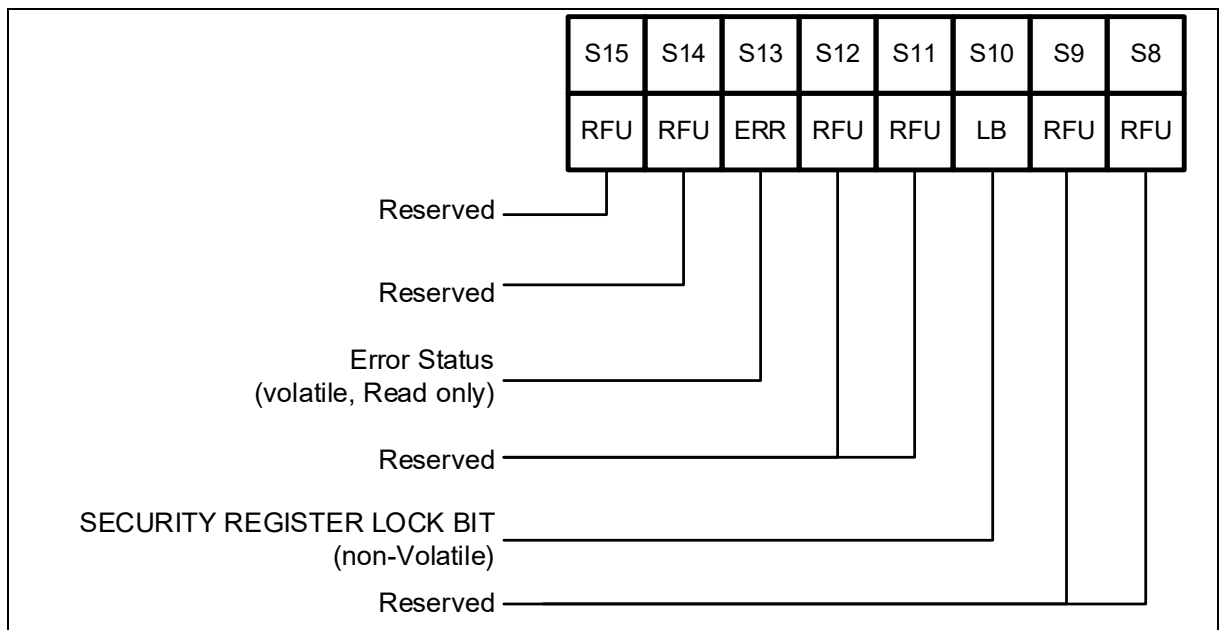 S15 S14 S13 S12 S11 S10 S9 S8
RFU RFU ERR RFU RFU LB RFU RFU
Reserved
Reserved
Error Status
(volatile, Read only)
Reserved
SECURITY REGISTER LOCK BIT
(non-Volatile)
Reserved